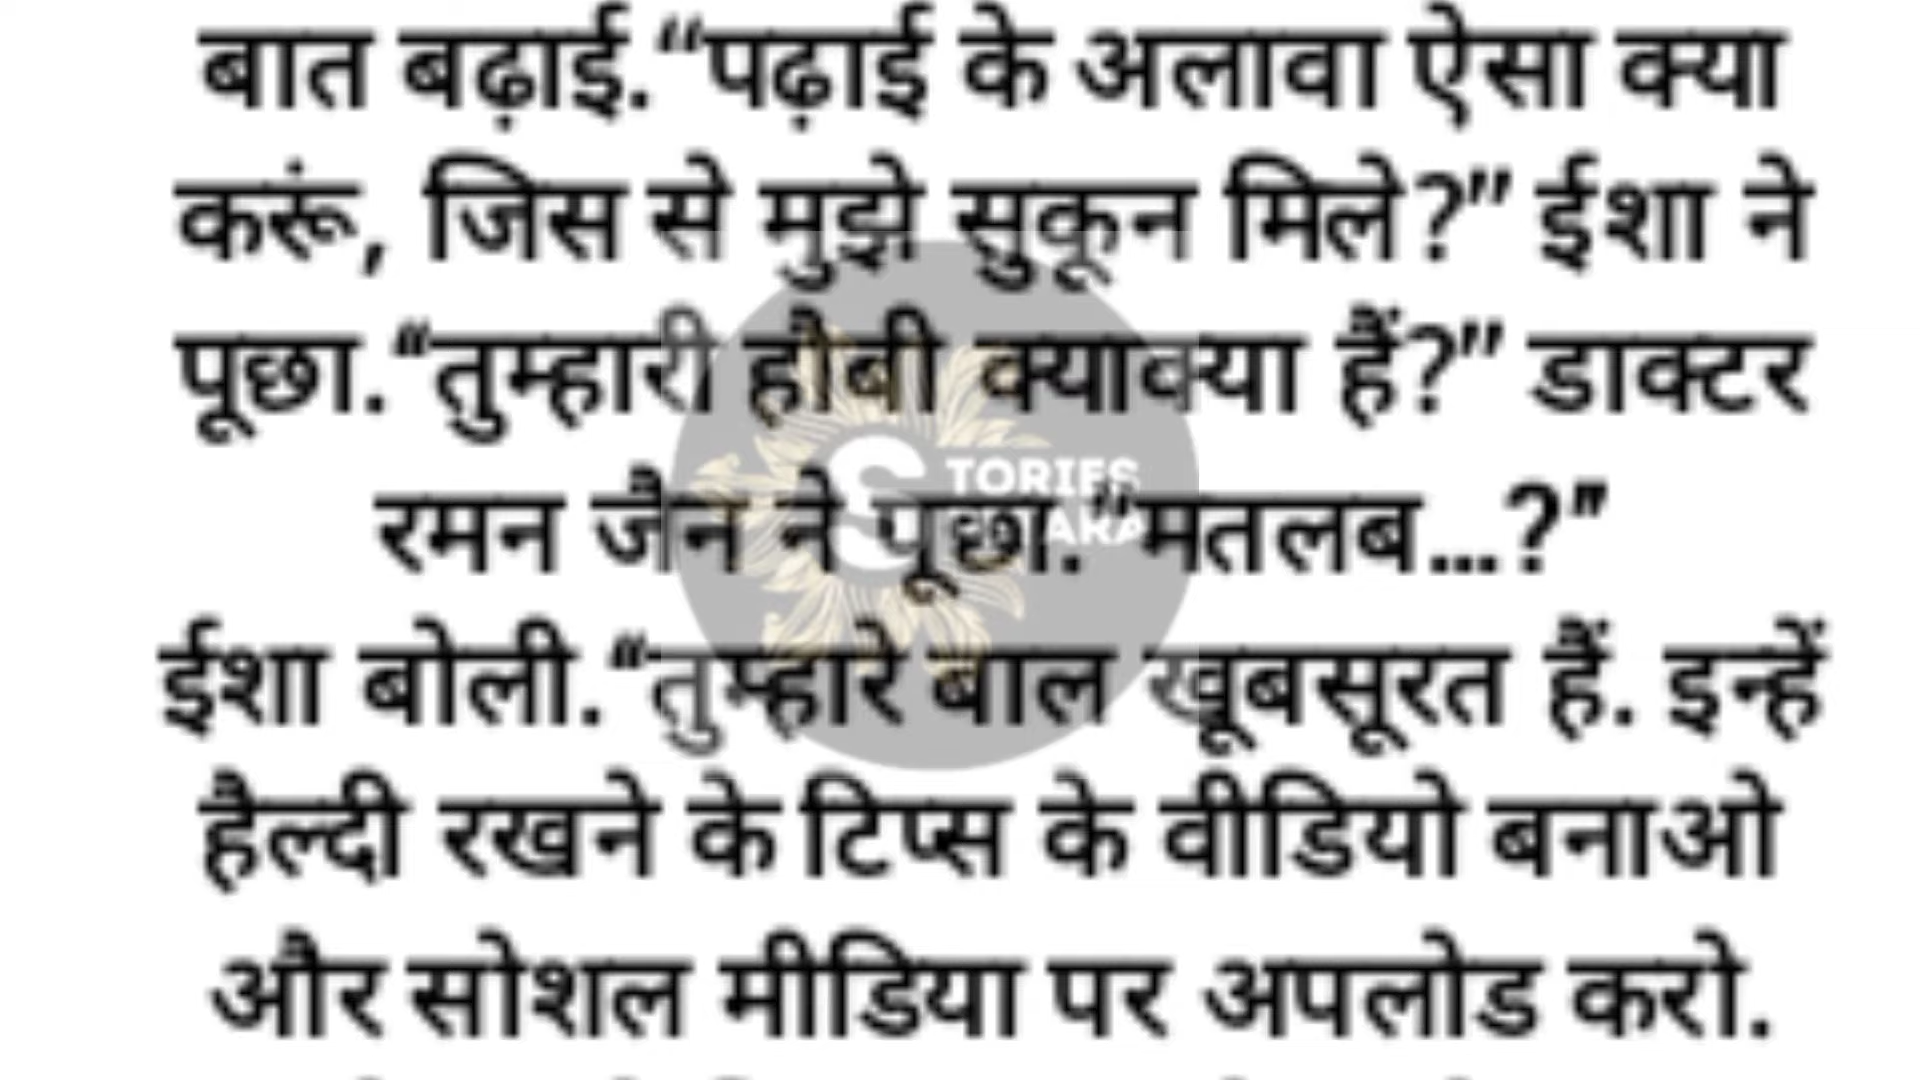 बात बढ़ाई.“पढ़ाई के अलावा ऐसा क्या
करूं, जिस से मुझे सुकून मिले?” ईशा ने
पूछा.“तुम्हारी हौबी क्याक्या हैं?” डाक्टर
रमन जैन ने पूछा.“मतलब...?”
ईशा बोली.“तुम्हारे बाल खूबसूरत हैं. इन्हें
हैल्दी रखने के टिप्स के वीडियो बनाओ
और सोशल मीडिया पर अपलोड करो.
STORIES